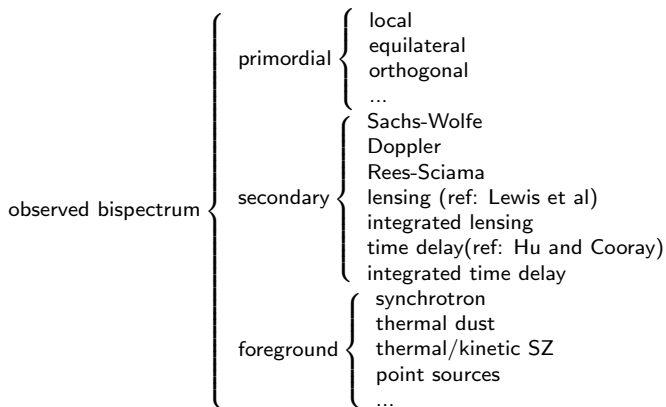 observed bispectrum
primordial
local
equilateral
orthogonal
...
secondary
Sachs-Wolfe
Doppler
Rees-Sciama
lensing (ref: Lewis et al)
integrated lensing
time delay(ref: Hu and Cooray)
integrated time delay
foreground
synchrotron
thermal dust
thermal/kinetic SZ
point sources
...